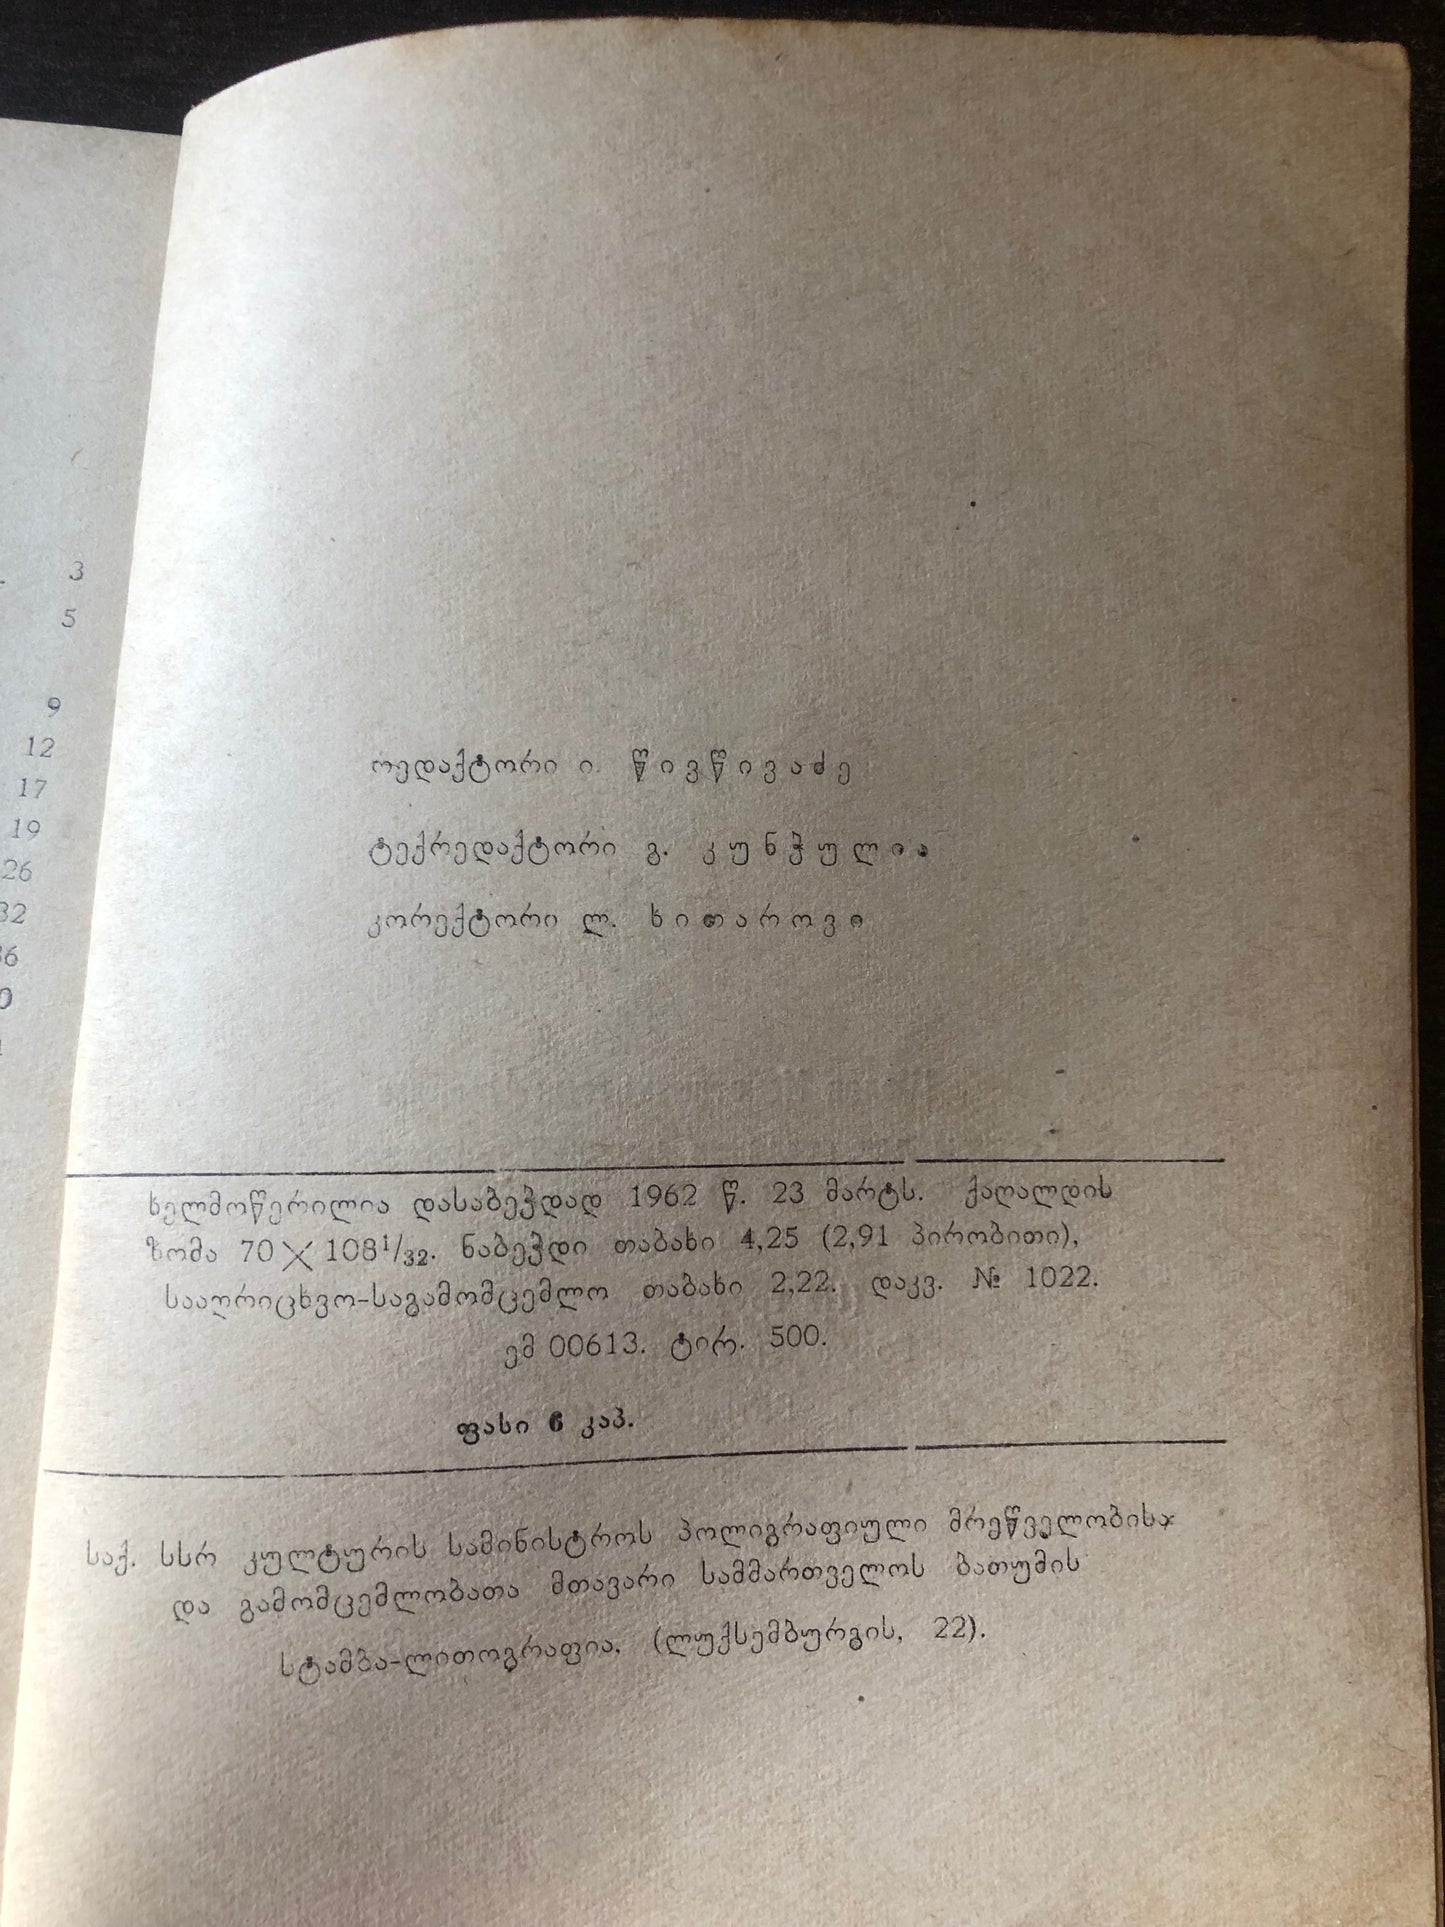 3
5
9
12
17
19
26
32
რედაქტორი ი. წივწივაძე
ტექრედაქტორი გ. კუნჭულია
კორექტორი ლ. ხითაროვი
ხელმოწერილია დასაბეჭდად 1962 წ. 23 მარტს. ქაღალდის
ზომა 70×108¹/₃₂. ნაბეჭდი თაბახი 4,25 (2,91 პირობითი),
სააღრიცხვო-საგამომცემლო თაბახი 2,22. დაკვ. № 1022.
ემ 00613. ტირ. 500.
ფასი 6 კაპ.
საქ. სსრ კულტურის სამინისტროს პოლიგრაფიული მრეწველობისა
და გამომცემლობათა მთავარი სამმართველოს ბათუმის
სტამბა-ლითოგრაფია, (ლუქსემბურგის, 22).